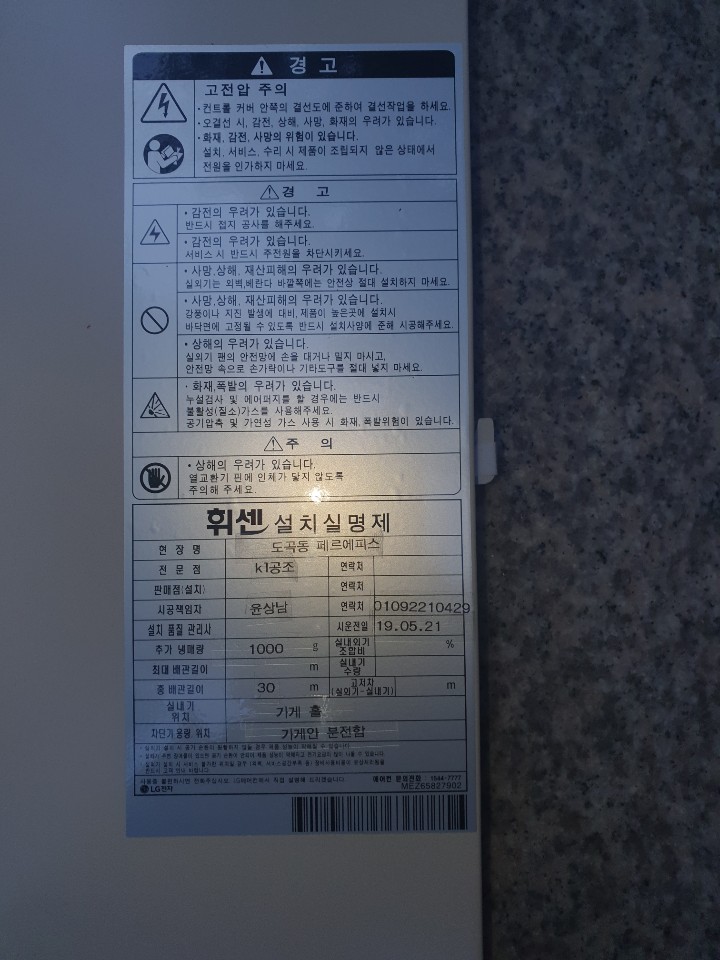 경 고
고전압 주의
· 컨트롤 커버 안쪽의 결선도에 준하여 결선작업을 하세요.
· 오결선 시, 감전, 상해, 사망, 화재의 우려가 있습니다.
· 화재, 감전, 사망의 위험이 있습니다.
설치, 서비스, 수리 시 제품이 조립되지 않은 상태에서
전원을 인가하지 마세요.
경 고
· 감전의 우려가 있습니다.
반드시 접지 공사를 해주세요.
· 감전의 우려가 있습니다.
서비스 시 반드시 주전원을 차단시키세요.
· 사망,상해, 재산피해의 우려가 있습니다.
실외기는 외벽,베란다 바깥쪽에는 안전상 절대 설치하지 마세요.
· 사망,상해, 재산피해의 우려가 있습니다.
강풍이나 지진 발생에 대비, 제품이 높은곳에 설치시
바닥면에 고정될 수 있도록 반드시 설치사양에 준해 시공해주세요.
· 상해의 우려가 있습니다.
실외기 팬의 안전망에 손을 대거나 밀지 마시고,
안전망 속으로 손가락이나 기타도구를 절대 넣지 마세요.
· 화재,폭발의 우려가 있습니다.
누설검사 및 에어퍼지를 할 경우에는 반드시
불활성(질소)가스를 사용해주세요.
공기압축 및 가연성 가스 사용 시 화재, 폭발위험이 있습니다.
주 의
· 상해의 우려가 있습니다.
열교환기 핀에 인체가 닿지 않도록
주의해 주세요.
휘센 설치실명제
현 장 명 도곡동 페르에피스
전 문 점 k1공조 연락처
판매점(설치) 연락처
시공책임자 윤상남 연락처 01092210429
설치 품질 관리사 시운전일 19.05.21
추가 냉매량 1000 g 실내외기 조합비 %
최대 배관길이 m 실내기 수량
총 배관길이 30 m 고저차 (실외기-실내기) m
실내기 위치 기게 홀
차단기 용량, 위치 기게안 분전함
에어컨 문의전화 : 1544-7777
LG전자 MEZ65827902